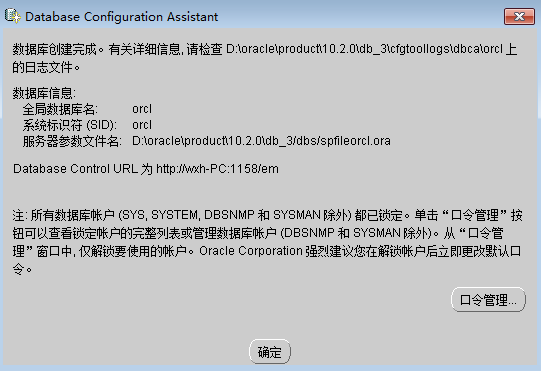 Database Configuration Assistant
数据库创建完成。有关详细信息, 请检查 D:\oracle\product\10.2.0\db_3\cfgtoollogs\dbca\orcl 上
的日志文件。
数据库信息:
全局数据库名: orcl
系统标识符 (SID): orcl
服务器参数文件名: D:\oracle\product\10.2.0\db_3/dbs/spfileorcl.ora
Database Control URL 为 http://wxh-PC:1158/em
注: 所有数据库帐户 (SYS, SYSTEM, DBSNMP 和 SYSMAN 除外) 都已锁定。单击“口令管理”按
钮可以查看锁定帐户的完整列表或管理数据库帐户 (DBSNMP 和 SYSMAN 除外)。从“口令管
理”窗口中, 仅解锁要使用的帐户。Oracle Corporation 强烈建议您在解锁帐户后立即更改默认口
令。
口令管理...
确定